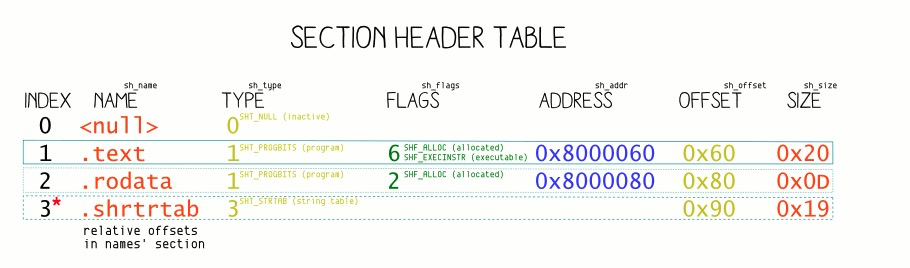 SECTION HEADER TABLE
sh_name sh_type sh_flags sh_addr sh_offset sh_size
INDEX NAME TYPE FLAGS ADDRESS OFFSET SIZE
0 <null> 0 SHT_NULL (inactive)
1 .text 1 SHT_PROGBITS (program) 6 SHF_ALLOC (allocated) SHF_EXECINSTR (executable) 0x8000060 0x60 0x20
2 .rodata 1 SHT_PROGBITS (program) 2 SHF_ALLOC (allocated) 0x8000080 0x80 0x0D
3* .shrtrtab 3 SHT_STRTAB (string table) 0x90 0x19
relative offsets
in names' section